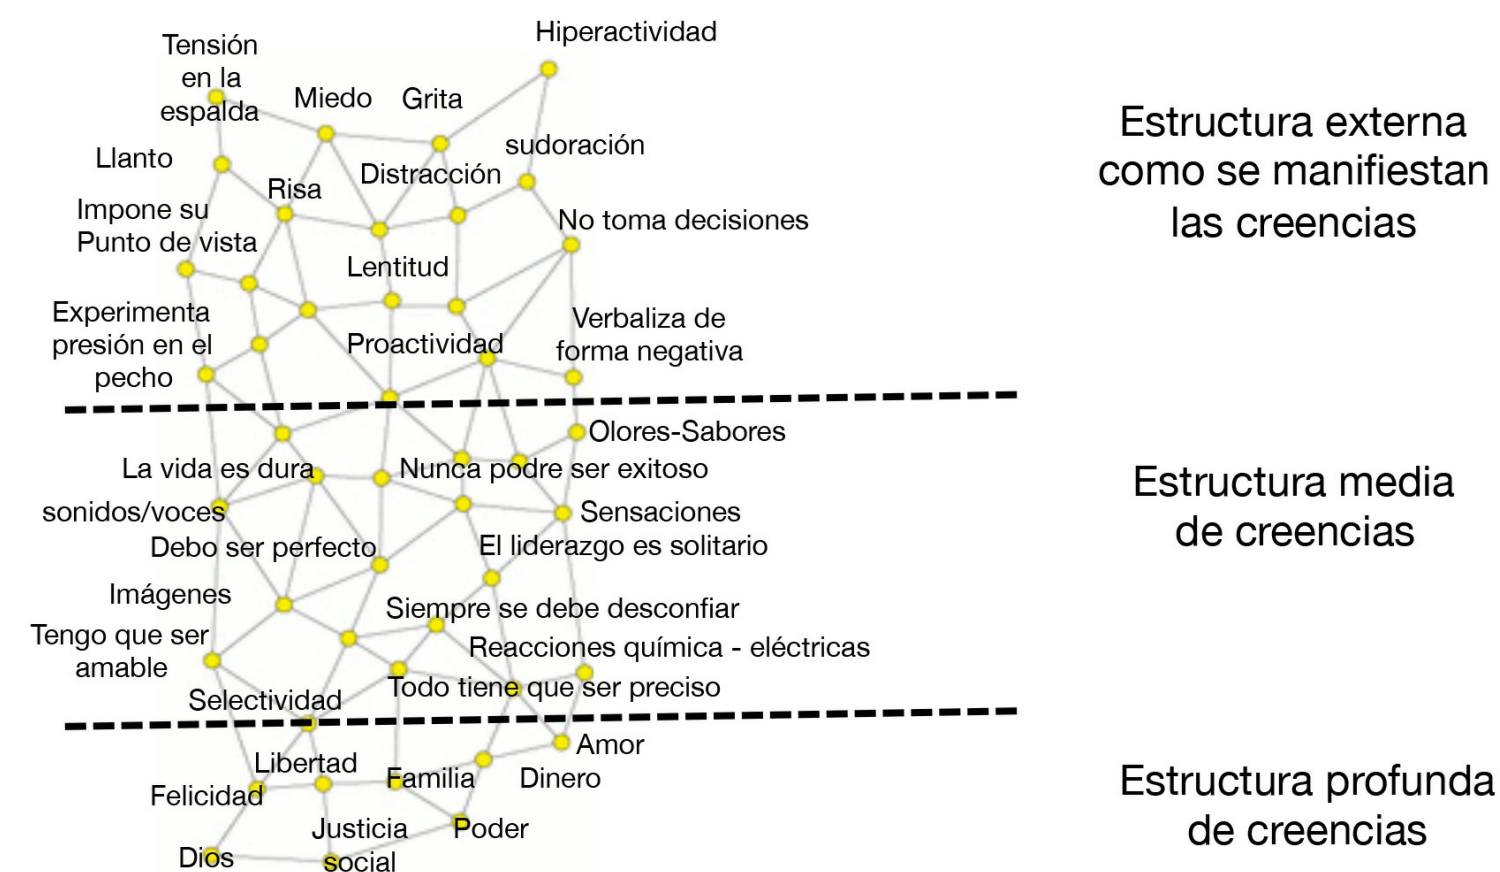 Hiperactividad
Tensión
en la
espalda
Miedo
Grita
Estructura externa
como se manifiestan
las creencias
Llanto
sudoración
Distracción
Risa
Impone su
Punto de vista
No toma decisiones
Lentitud
Experimenta
presión en el
pecho
Proactividad
Verbaliza de
forma negativa
Olores-Sabores
La vida es dura
Nunca podre ser exitoso
Estructura media
de creencias
sonidos/voces
Sensaciones
Debo ser perfecto
El liderazgo es solitario
Imágenes
Siempre se debe desconfiar
Tengo que ser
amable
Reacciones química - eléctricas
Todo tiene que ser preciso
Selectividad
Amor
Libertad
Familia
Dinero
Felicidad
Estructura profunda
de creencias
Justicia
social
Poder
Dios